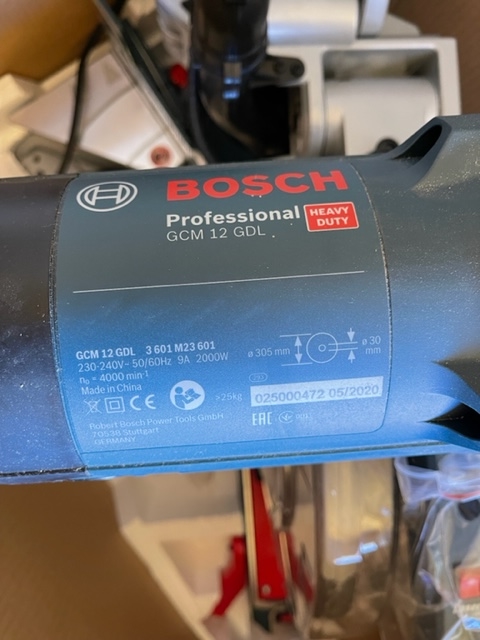 BOSCH
Professional HEAVY DUTY
GCM 12 GDL
GCM 12 GDL 3 601 M23 601
230-240V~ 50/60Hz 9A 2000W
n₀ = 4000 min⁻¹
Made in China
ø 305 mm
ø 30 mm
>25kg
025000472 05/2020
CE
EAC
Robert Bosch Power Tools GmbH
70538 Stuttgart
GERMANY